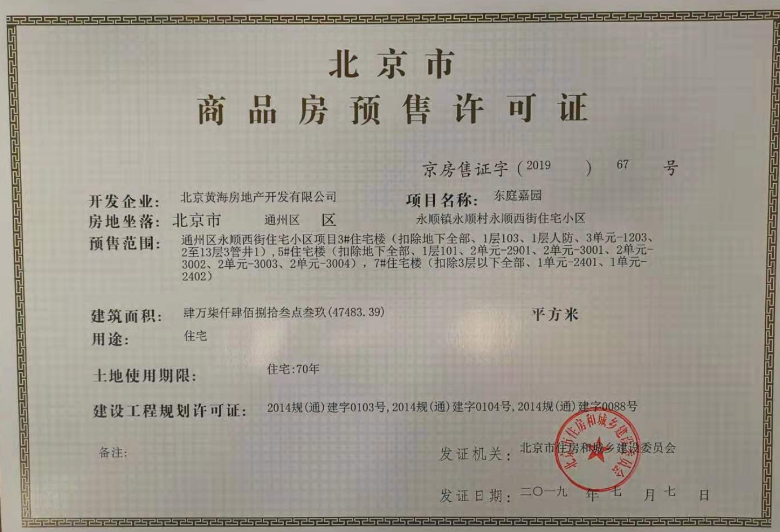 北京市
商品房预售许可证
京房售证字(2019)67号
开发企业:北京黄海房地产开发有限公司 项目名称:东庭嘉园
房地坐落:北京市 通州区 区 永顺镇永顺村永顺西街住宅小区
预售范围:通州区永顺西街住宅小区项目3#住宅楼(扣除地下全部、1层103、1层人防、3单元-1203、
2至13层3管井1),5#住宅楼(扣除地下全部、1层101、2单元-2901、2单元-3001、2单元-
3002、2单元-3003、2单元-3004),7#住宅楼(扣除3层以下全部、1单元-2401、1单元-
2402)
建筑面积:肆万柒仟肆佰捌拾叁点叁玖(47483.39) 平方米
用途:住宅
土地使用期限:住宅:70年
建设工程规划许可证:2014规(通)建字0103号,2014规(通)建字0104号,2014规(通)建字0088号
备注:
发证机关:北京市住房和城乡建设委员会
北京市住房和城乡建设委员会
发证日期:二〇一九年七月七日